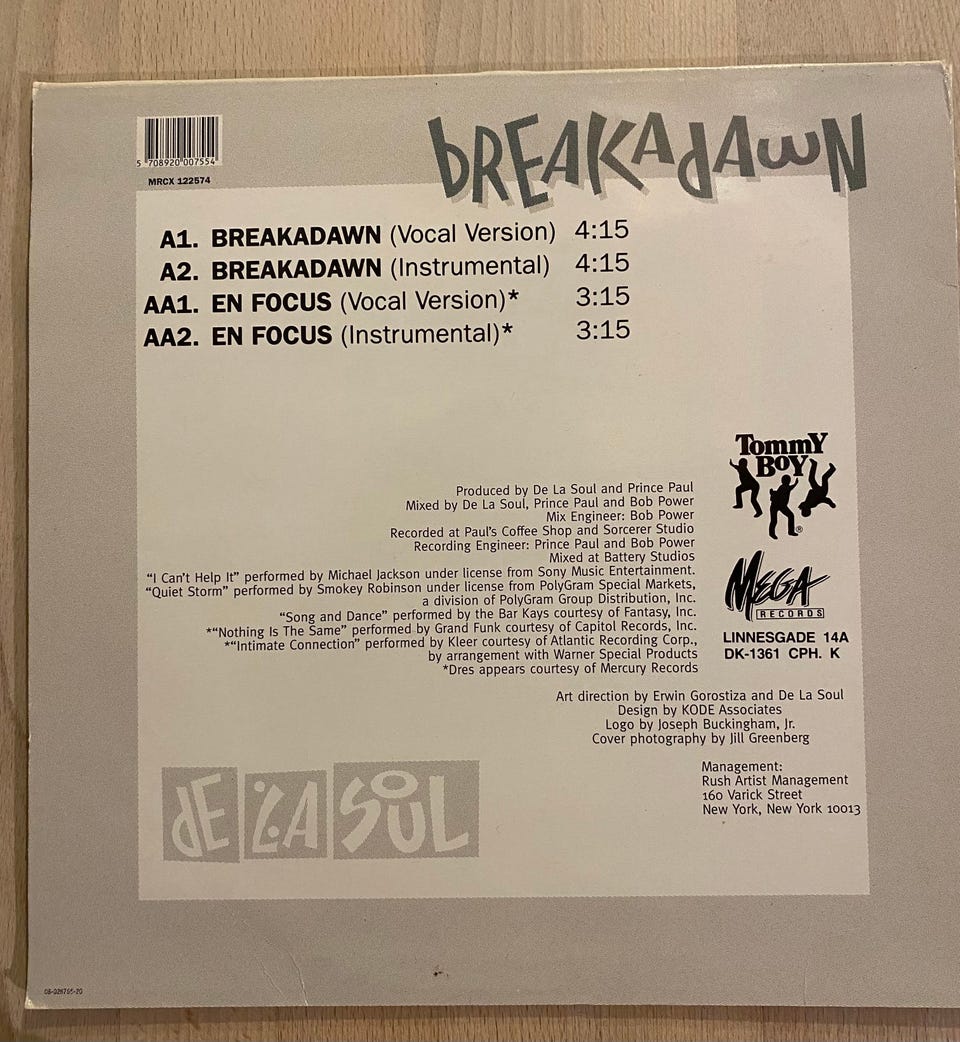 BREAKADAWN
5 708920 007554
MRCX 122574
A1. BREAKADAWN (Vocal Version) 4:15
A2. BREAKADAWN (Instrumental) 4:15
AA1. EN FOCUS (Vocal Version)* 3:15
AA2. EN FOCUS (Instrumental)* 3:15
TOMMY
BOY
®
Produced by De La Soul and Prince Paul
Mixed by De La Soul, Prince Paul and Bob Power
Mix Engineer: Bob Power
Recorded at Paul's Coffee Shop and Sorcerer Studio
Recording Engineer: Prince Paul and Bob Power
Mixed at Battery Studios
“I Can't Help It” performed by Michael Jackson under license from Sony Music Entertainment.
“Quiet Storm” performed by Smokey Robinson under license from PolyGram Special Markets,
a division of PolyGram Group Distribution, Inc.
“Song and Dance” performed by the Bar Kays courtesy of Fantasy, Inc.
*“Nothing Is The Same” performed by Grand Funk courtesy of Capitol Records, Inc.
*“Intimate Connection” performed by Kleer courtesy of Atlantic Recording Corp.,
by arrangement with Warner Special Products
*Dres appears courtesy of Mercury Records
MEGA
RECORDS
LINNESGADE 14A
DK-1361 CPH. K
Art direction by Erwin Gorostiza and De La Soul
Design by KODE Associates
Logo by Joseph Buckingham, Jr.
Cover photography by Jill Greenberg
Management:
Rush Artist Management
160 Varick Street
New York, New York 10013
DE LA SOUL